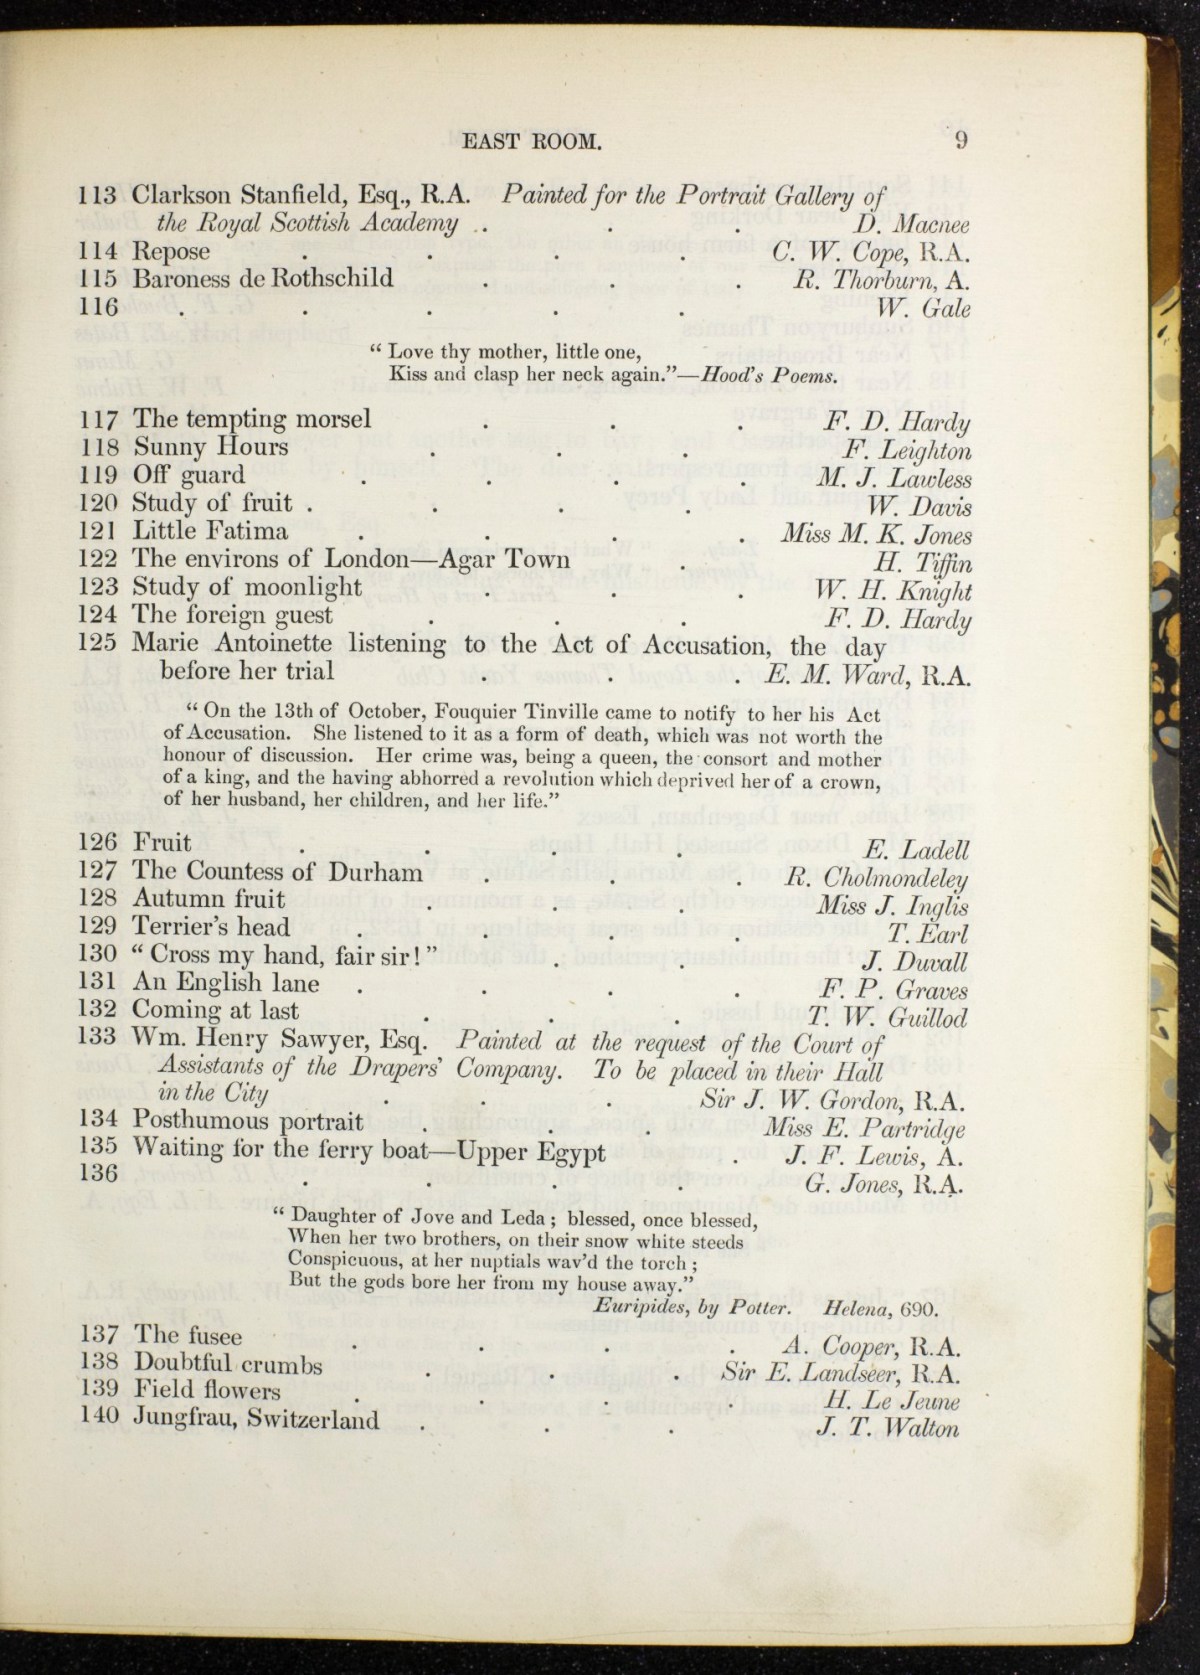 EAST ROOM. 9
113 Clarkson Stanfield, Esq., R.A. Painted for the Portrait Gallery of
the Royal Scottish Academy . . . . D. Macnee
114 Repose . . . . C. W. Cope, R.A.
115 Baroness de Rothschild . . . R. Thorburn, A.
116 . . . . . W. Gale
“ Love thy mother, little one,
Kiss and clasp her neck again.”—Hood's Poems.
117 The tempting morsel . . . F. D. Hardy
118 Sunny Hours . . . F. Leighton
119 Off guard . . . . M. J. Lawless
120 Study of fruit . . . . W. Davis
121 Little Fatima . . . . Miss M. K. Jones
122 The environs of London—Agar Town . H. Tiffin
123 Study of moonlight . . . W. H. Knight
124 The foreign guest . . . F. D. Hardy
125 Marie Antoinette listening to the Act of Accusation, the day
before her trial . . . E. M. Ward, R.A.
“ On the 13th of October, Fouquier Tinville came to notify to her his Act
of Accusation. She listened to it as a form of death, which was not worth the
honour of discussion. Her crime was, being a queen, the consort and mother
of a king, and the having abhorred a revolution which deprived her of a crown,
of her husband, her children, and her life.”
126 Fruit . . . . E. Ladell
127 The Countess of Durham . . . R. Cholmondeley
128 Autumn fruit . . . Miss J. Inglis
129 Terrier's head . . . . T. Earl
130 “ Cross my hand, fair sir! ” . . J. Duvall
131 An English lane . . . . F. P. Graves
132 Coming at last . . . T. W. Guillod
133 Wm. Henry Sawyer, Esq. Painted at the request of the Court of
Assistants of the Drapers' Company. To be placed in their Hall
in the City . . . Sir J. W. Gordon, R.A.
134 Posthumous portrait . . . Miss E. Partridge
135 Waiting for the ferry boat—Upper Egypt . J. F. Lewis, A.
136 . . . . G. Jones, R.A.
“ Daughter of Jove and Leda ; blessed, once blessed,
When her two brothers, on their snow white steeds
Conspicuous, at her nuptials wav'd the torch ;
But the gods bore her from my house away.”
Euripides, by Potter. Helena, 690.
137 The fusee . . . . A. Cooper, R.A.
138 Doubtful crumbs . . . Sir E. Landseer, R.A.
139 Field flowers . . . . H. Le Jeune
140 Jungfrau, Switzerland . . . J. T. Walton